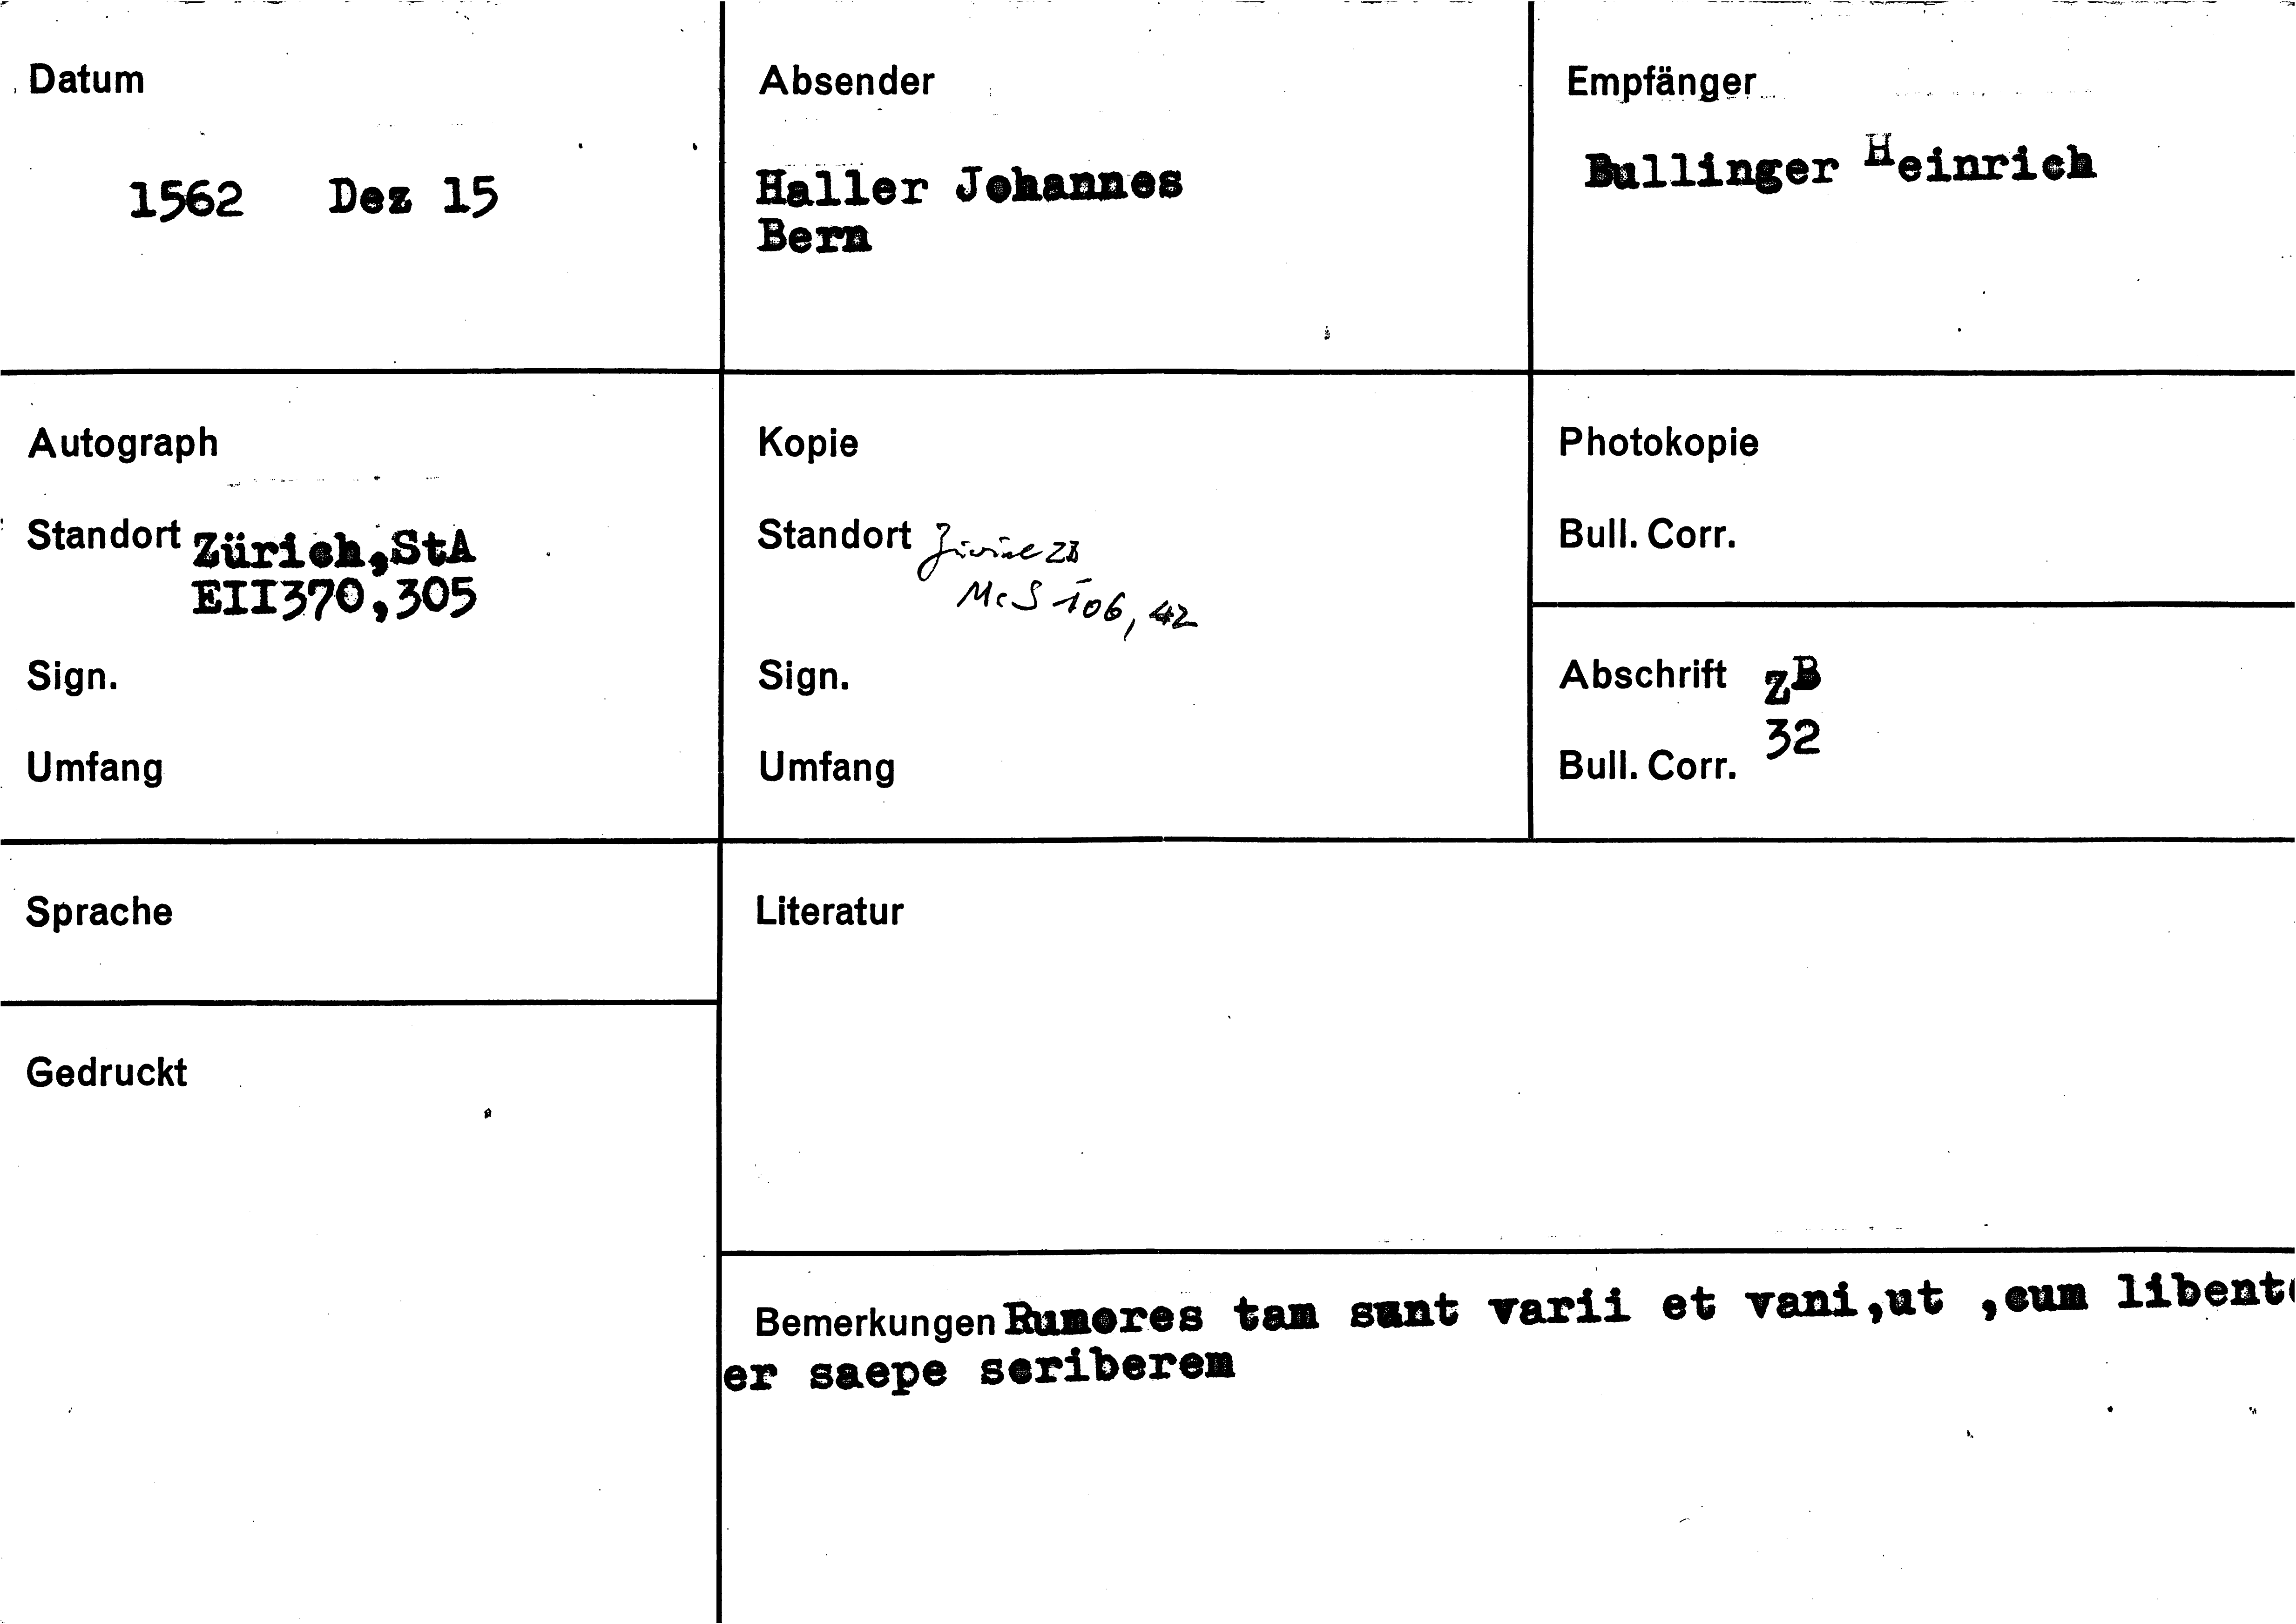 Datum
1562 Dez 15
Absender
Haller Johannes
Bern
Empfänger
Bullinger Heinrich
Autograph
Standort Zürich,StA
EII370,305
Sign.
Umfang
Kopie
Standort Zürich ZB
Ms S 106, 42
Sign.
Umfang
Photokopie
Bull. Corr.
Abschrift ZB
32
Bull. Corr.
Sprache
Gedruckt
Literatur
Bemerkungen Rumores tam sunt varii et vani,ut ,cum libent
er saepe scriberem